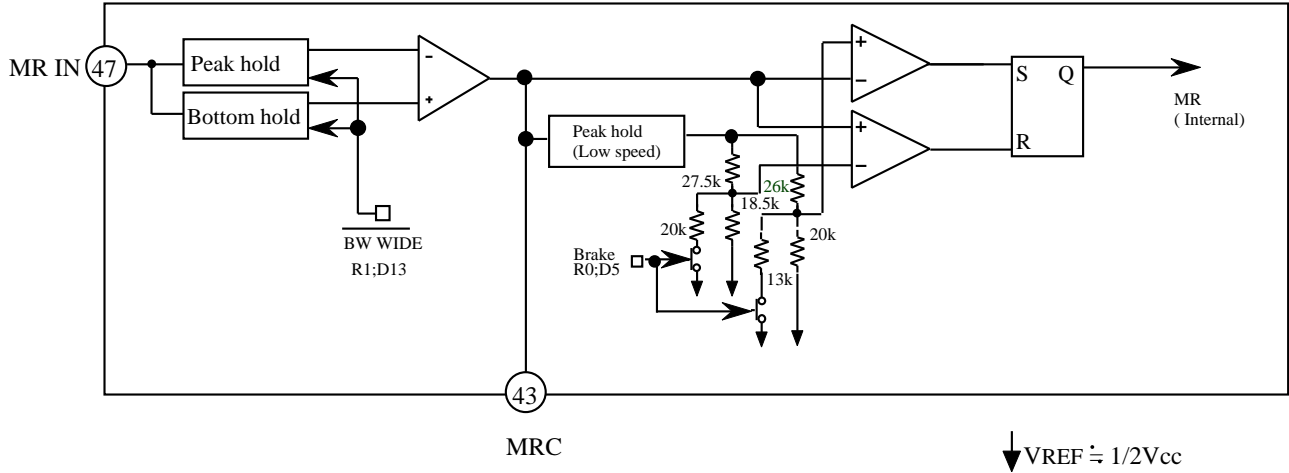 MR IN
47
Peak hold
Bottom hold
-
+
BW WIDE
R1;D13
Peak hold
(Low speed)
27.5k
26k
18.5k
20k
20k
13k
Brake
R0;D5
+
−
+
−
S
Q
R
MR
( Internal)
43
MRC
VREF ≒ 1/2Vcc